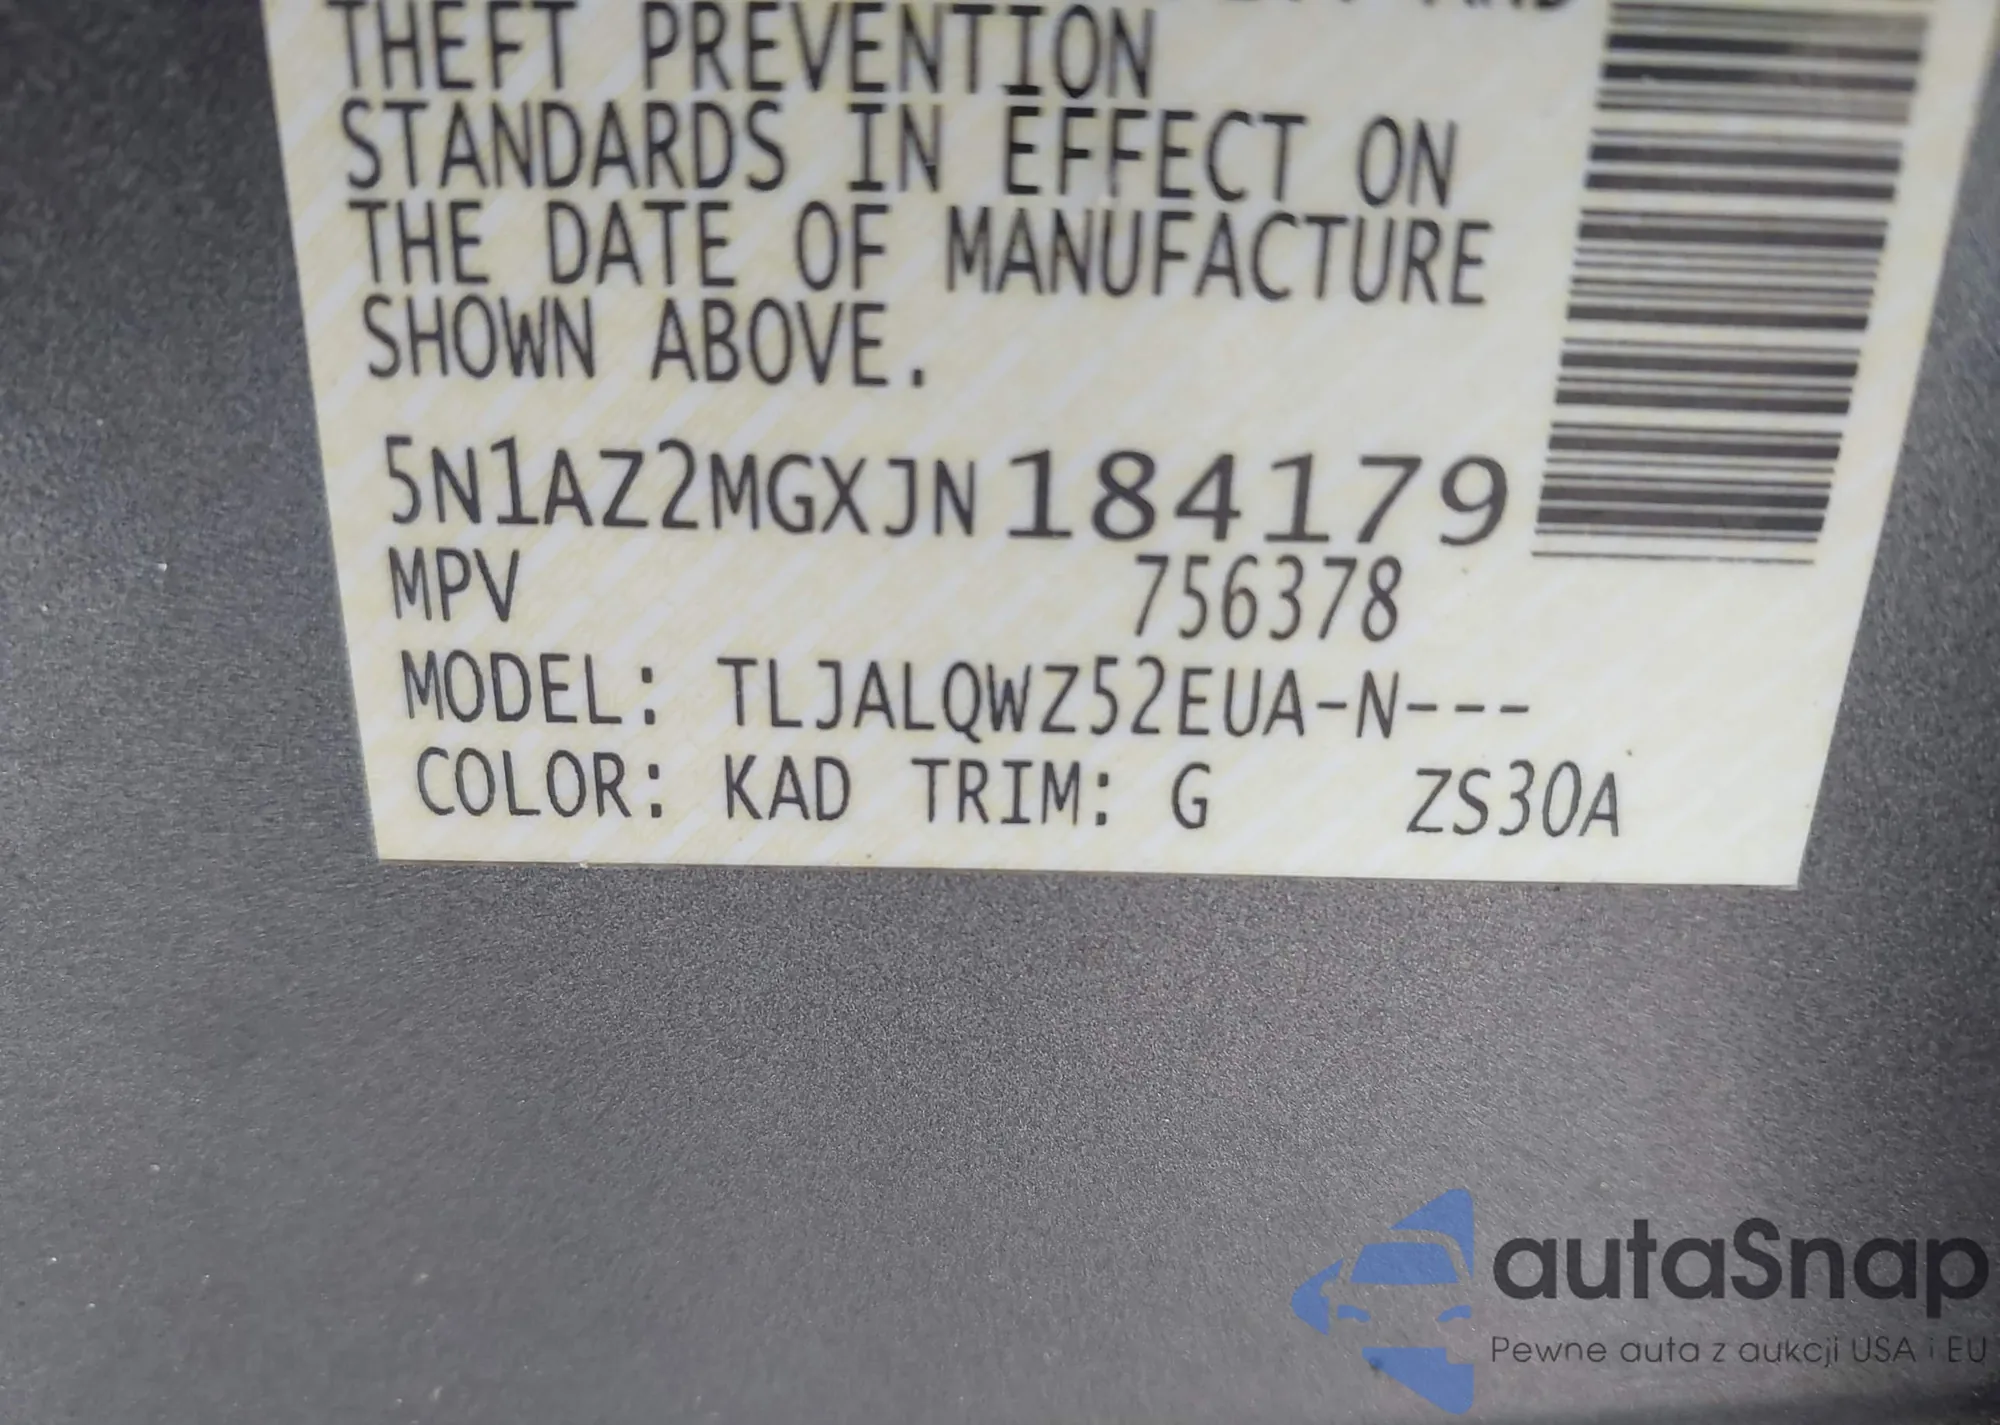 THEFT PREVENTION
STANDARDS IN EFFECT ON
THE DATE OF MANUFACTURE
SHOWN ABOVE.
5N1AZ2MGXJN184179
MPV 756378
MODEL: TLJALQWZ52EUA-N---
COLOR: KAD TRIM: G ZS30A
autaSnap
Pewne auta z aukcji USA i EU